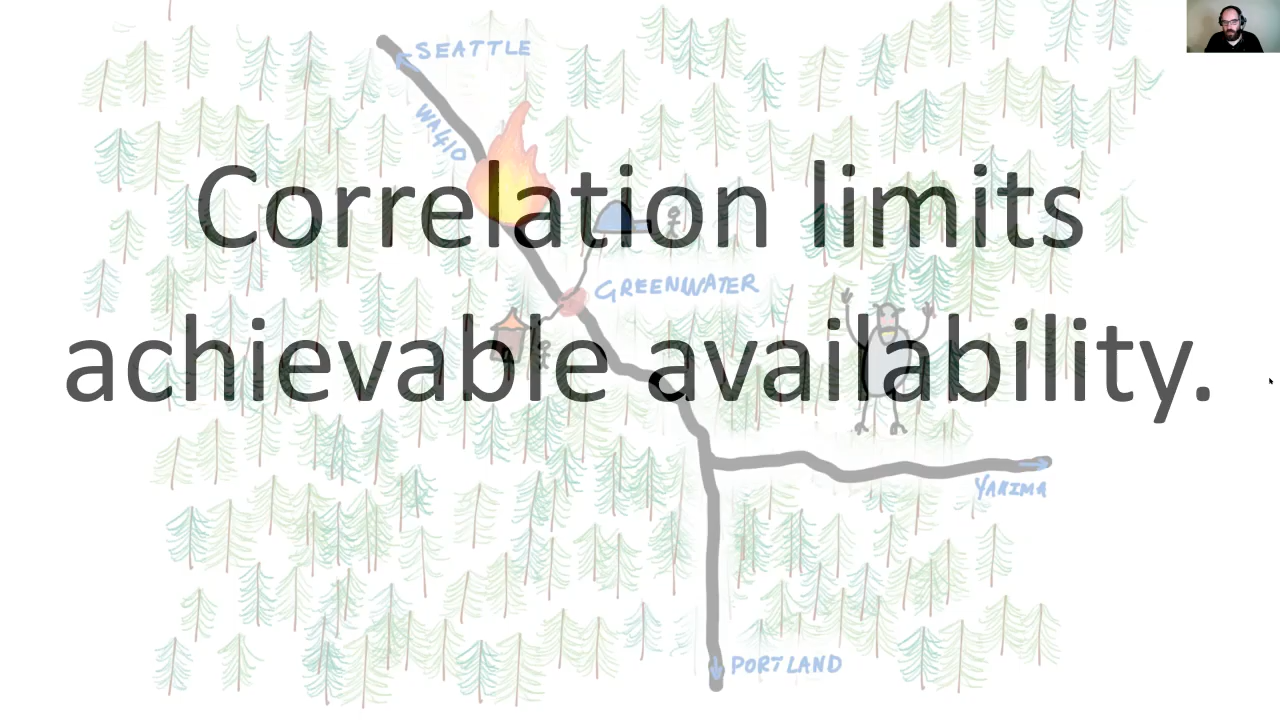 SEATTLE
WA410
Correlation limits
GREENWATER
achievable availability.
YAKIMA
PORTLAND